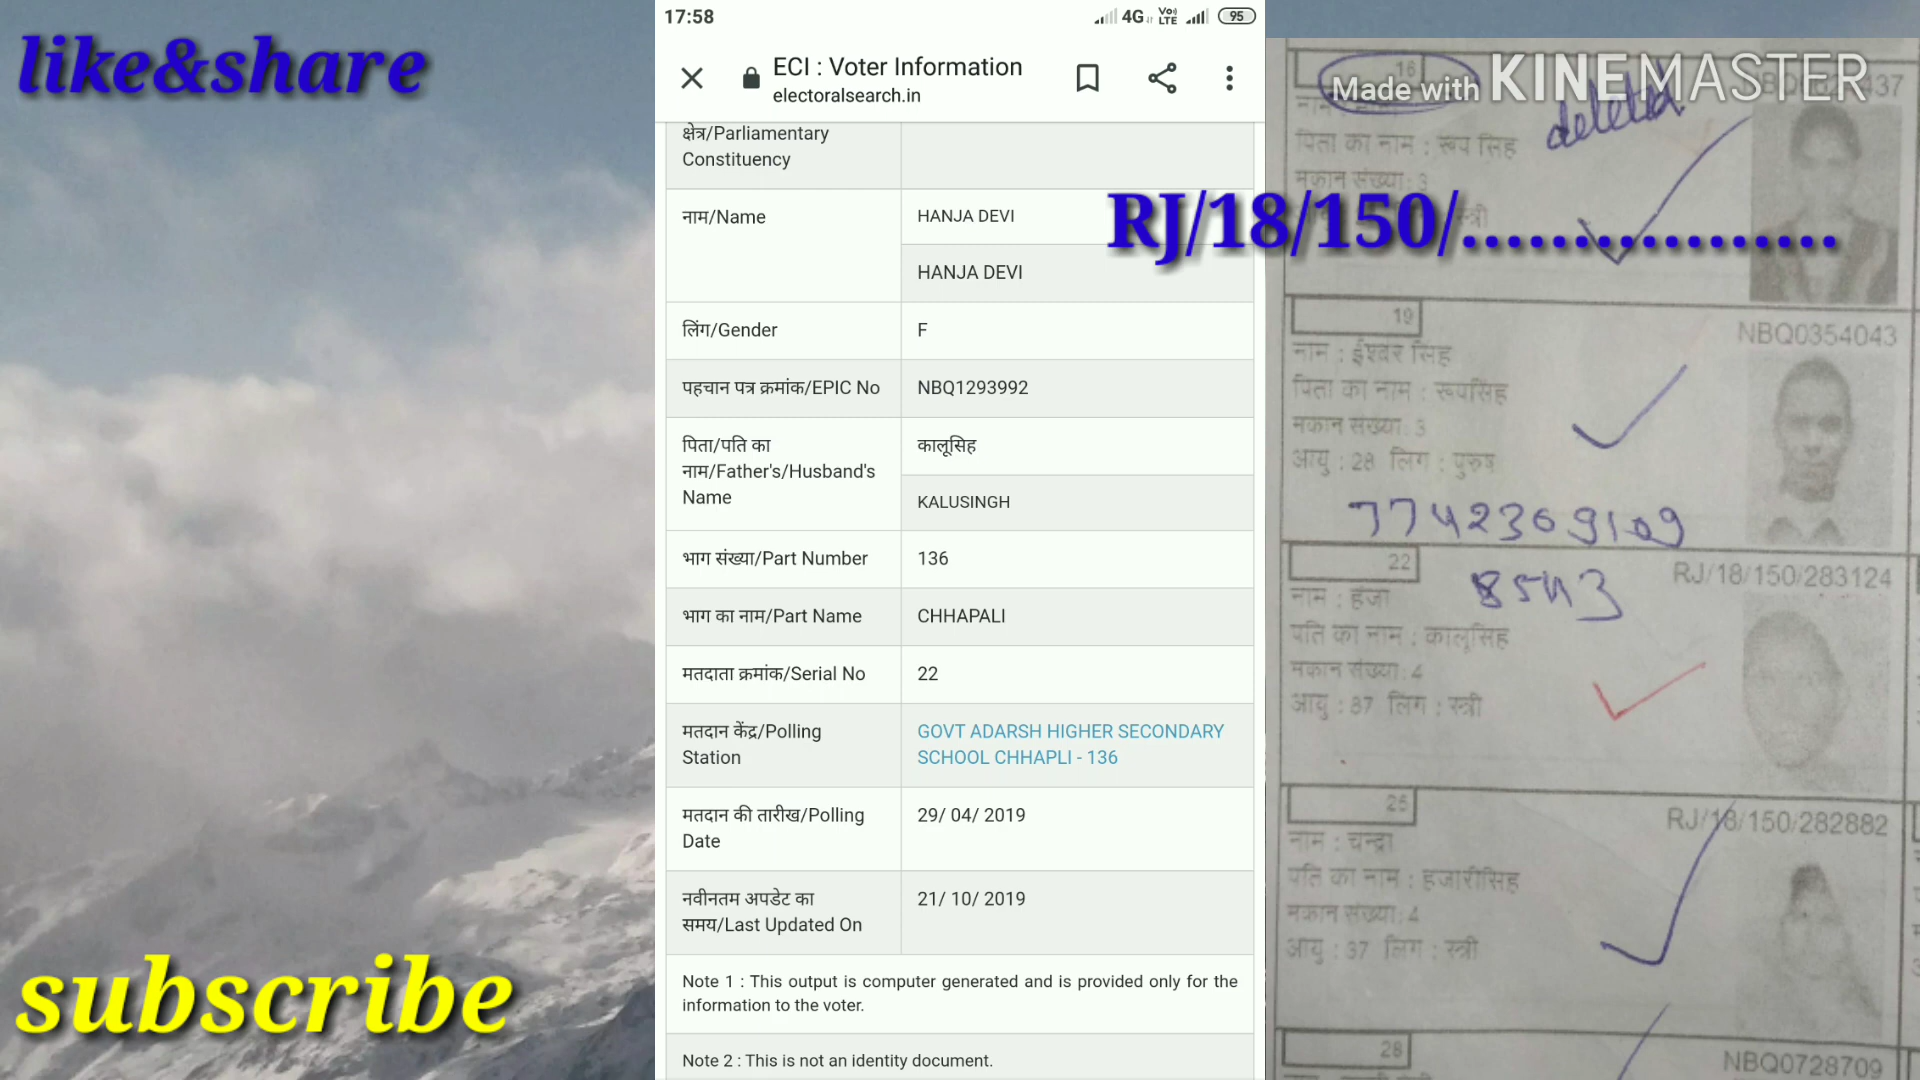 like&share
subscribe
17:58
4G
Vo))
LTE
95
ECI : Voter Information
electoralsearch.in
क्षेत्र/Parliamentary
Constituency
नाम/Name
HANJA DEVI
HANJA DEVI
लिंग/Gender
F
पहचान पत्र क्रमांक/EPIC No
NBQ1293992
पिता/पति का
नाम/Father's/Husband's
Name
कालूसिह
KALUSINGH
भाग संख्या/Part Number
136
भाग का नाम/Part Name
CHHAPALI
मतदाता क्रमांक/Serial No
22
मतदान केंद्र/Polling
Station
GOVT ADARSH HIGHER SECONDARY
SCHOOL CHHAPLI - 136
मतदान की तारीख/Polling
Date
29/ 04/ 2019
नवीनतम अपडेट का
समय/Last Updated On
21/ 10/ 2019
Note 1 : This output is computer generated and is provided only for the
information to the voter.
Note 2 : This is not an identity document.
Made with KINEMASTER
RJ/18/150/.................
16
deleted
पिता का नाम : रूप सिंह
मकान संख्या: 3
स्त्री
19
NBQ0354043
नाम : ईश्वर सिंह
पिता का नाम : रूपसिंह
मकान संख्या: 3
आयु : 28 लिंग : पुरुष
7742369109
22
RJ/18/150/283124
8543
नाम : हंजा
पति का नाम : कालूसिह
मकान संख्या: 4
आयु : 37 लिंग : स्त्री
25
RJ/18/150/282882
नाम : चन्द्रा
पति का नाम : हजारीसिंह
मकान संख्या: 4
आयु : 37 लिंग : स्त्री
28
NBQ0728709